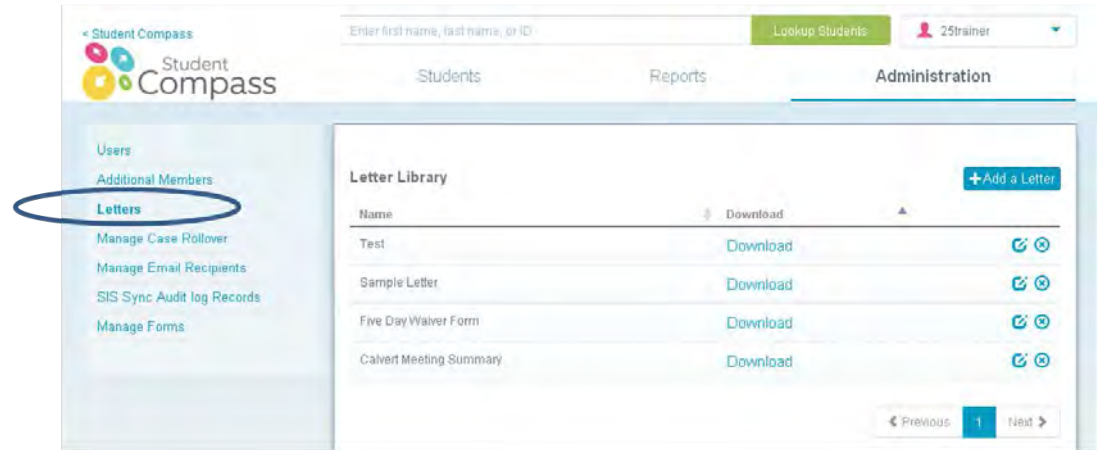 < Student Compass
Enter first name, last name, or ID
Lookup Students
25trainer
Student
Compass
Students
Reports
Administration
Users
Additional Members
Letters
Manage Case Rollover
Manage Email Recipients
SIS Sync Audit log Records
Manage Forms
Letter Library
+Add a Letter
Name
Download
Test
Download
Sample Letter
Download
Five Day Waiver Form
Download
Calvert Meeting Summary
Download
Previous
1
Next